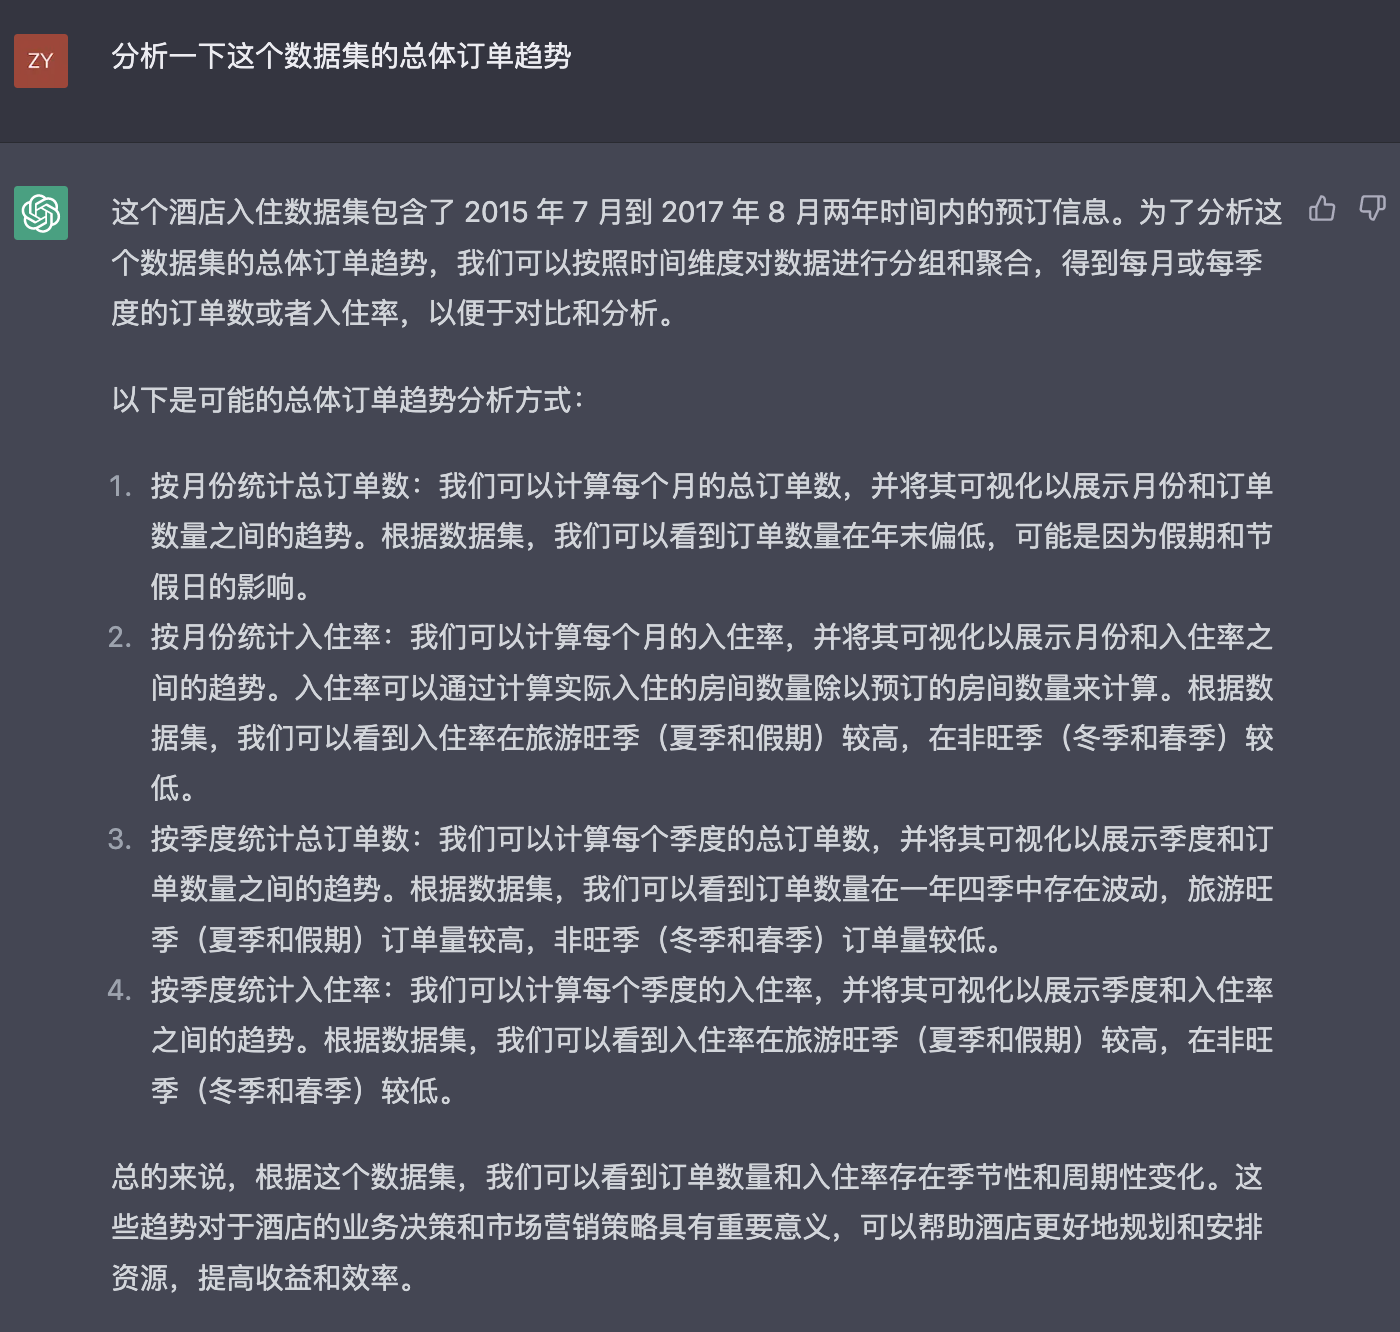 ZY
分析一下这个数据集的总体订单趋势
这个酒店入住数据集包含了 2015 年 7 月到 2017 年 8 月两年时间内的预订信息。为了分析这
个数据集的总体订单趋势，我们可以按照时间维度对数据进行分组和聚合，得到每月或每季
度的订单数或者入住率，以便于对比和分析。
以下是可能的总体订单趋势分析方式：
1. 按月份统计总订单数：我们可以计算每个月的总订单数，并将其可视化以展示月份和订单
数量之间的趋势。根据数据集，我们可以看到订单数量在年末偏低，可能是因为假期和节
假日的影响。
2. 按月份统计入住率：我们可以计算每个月的入住率，并将其可视化以展示月份和入住率之
间的趋势。入住率可以通过计算实际入住的房间数量除以预订的房间数量来计算。根据数
据集，我们可以看到入住率在旅游旺季（夏季和假期）较高，在非旺季（冬季和春季）较
低。
3. 按季度统计总订单数：我们可以计算每个季度的总订单数，并将其可视化以展示季度和订
单数量之间的趋势。根据数据集，我们可以看到订单数量在一年四季中存在波动，旅游旺
季（夏季和假期）订单量较高，非旺季（冬季和春季）订单量较低。
4. 按季度统计入住率：我们可以计算每个季度的入住率，并将其可视化以展示季度和入住率
之间的趋势。根据数据集，我们可以看到入住率在旅游旺季（夏季和假期）较高，在非旺
季（冬季和春季）较低。
总的来说，根据这个数据集，我们可以看到订单数量和入住率存在季节性和周期性变化。这
些趋势对于酒店的业务决策和市场营销策略具有重要意义，可以帮助酒店更好地规划和安排
资源，提高收益和效率。